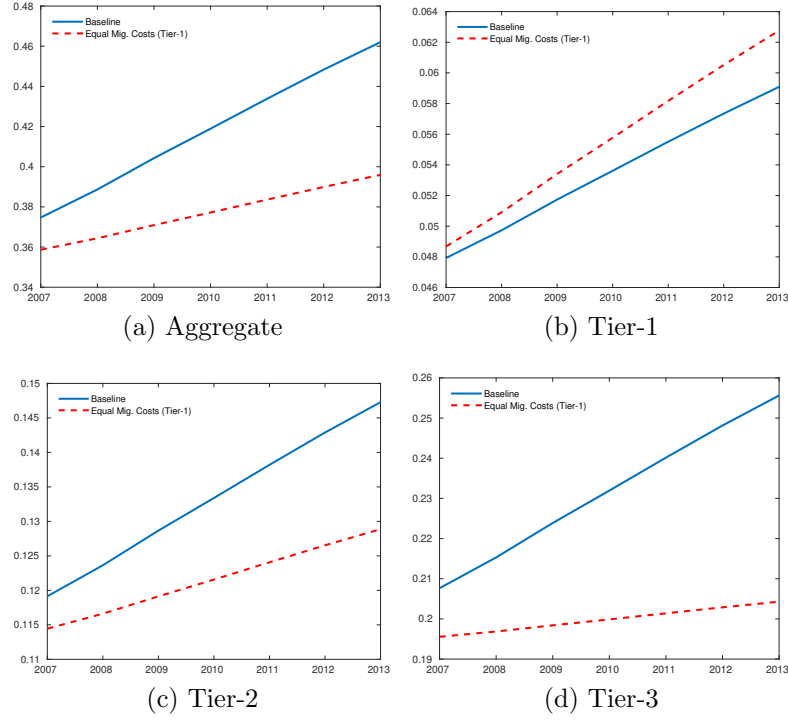 0.48
Baseline
Equal Mig. Costs (Tier-1)
0.46
0.44
0.42
0.4
0.38
0.36
0.34
2007 2008 2009 2010 2011 2012 2013
(a) Aggregate
0.064
Baseline
Equal Mig. Costs (Tier-1)
0.062
0.06
0.058
0.056
0.054
0.052
0.05
0.048
0.046
2007 2008 2009 2010 2011 2012 2013
(b) Tier-1
0.15
Baseline
Equal Mig. Costs (Tier-1)
0.145
0.14
0.135
0.13
0.125
0.12
0.115
0.11
2007 2008 2009 2010 2011 2012 2013
(c) Tier-2
0.26
Baseline
Equal Mig. Costs (Tier-1)
0.25
0.24
0.23
0.22
0.21
0.2
0.19
2007 2008 2009 2010 2011 2012 2013
(d) Tier-3